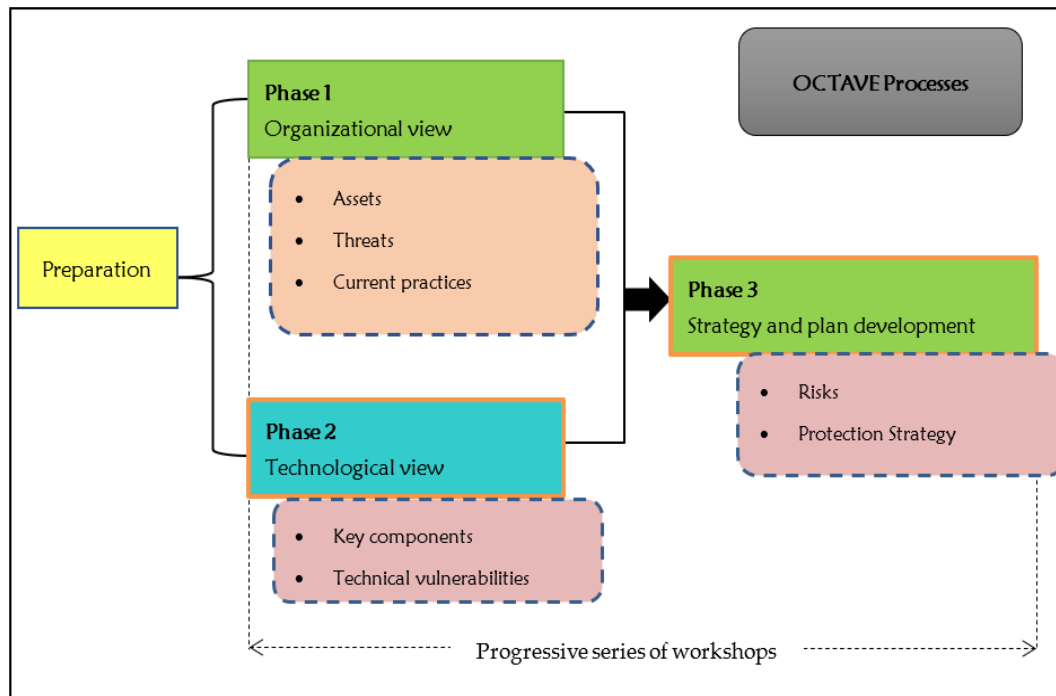 OCTAVE Processes
Preparation
Phase 1
Organizational view
• Assets
• Threats
• Current practices
Phase 2
Technological view
• Key components
• Technical vulnerabilities
Phase 3
Strategy and plan development
• Risks
• Protection Strategy
Progressive series of workshops